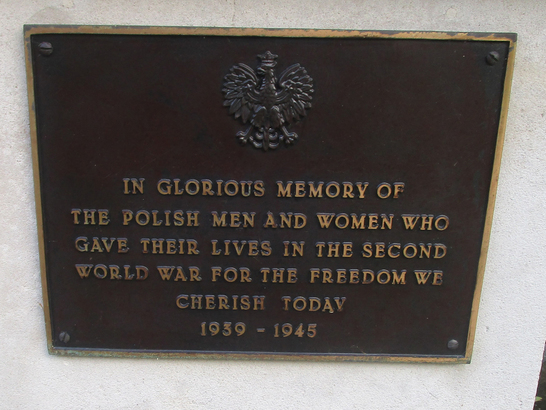 IN GLORIOUS MEMORY OF
THE POLISH MEN AND WOMEN WHO
GAVE THEIR LIVES IN THE SECOND
WORLD WAR FOR THE FREEDOM WE
CHERISH TODAY
1939 - 1945